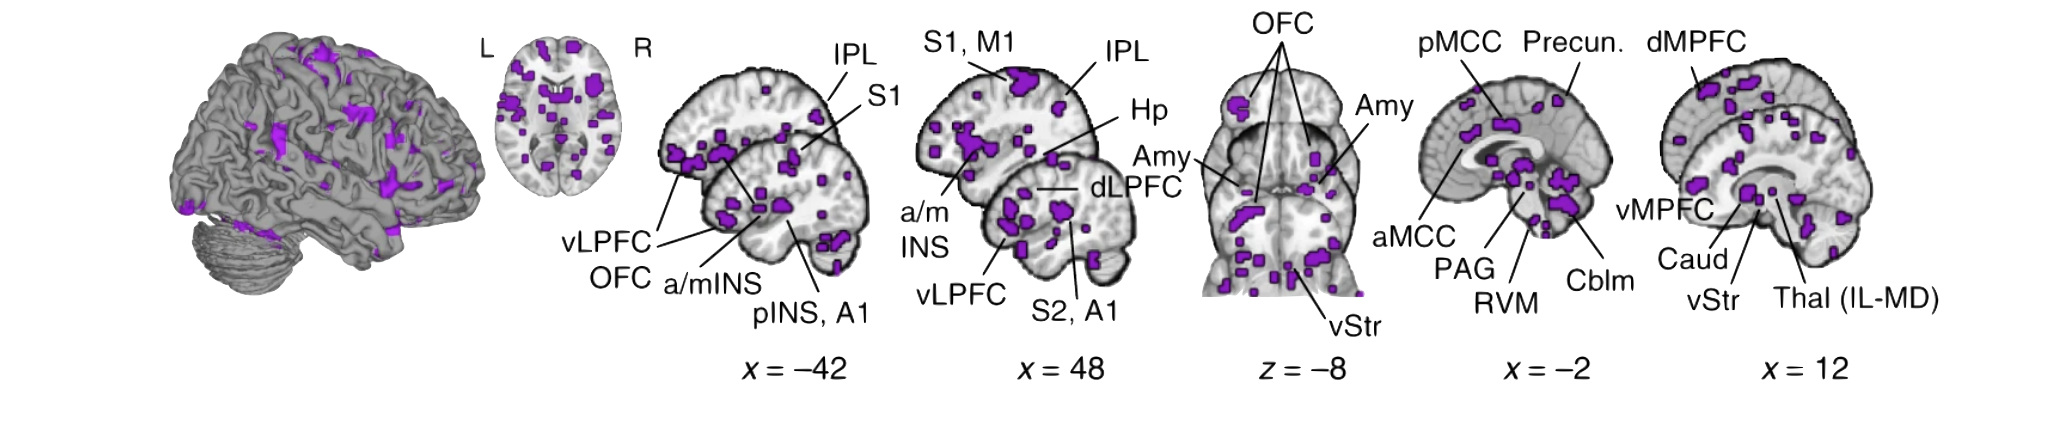 L
R
IPL
S1
vLPFC
OFC
a/mINS
pINS, A1
x = –42
S1, M1
IPL
Hp
dLPFC
a/m
INS
vLPFC
S2, A1
x = 48
OFC
Amy
Amy
vStr
z = –8
pMCC
Precun.
aMCC
PAG
RVM
Cblm
x = –2
dMPFC
vMPFC
Caud
vStr
Thal (IL-MD)
x = 12